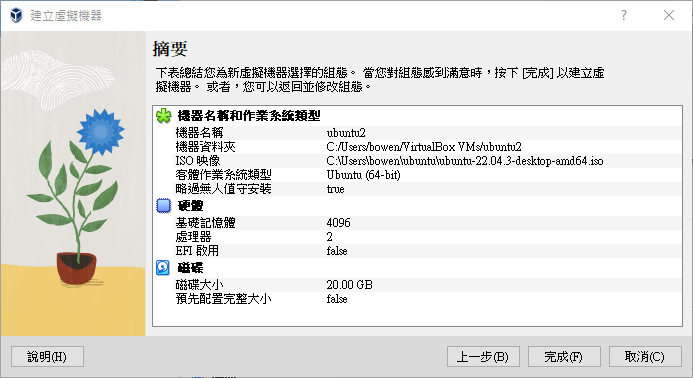 建立虛擬機器
摘要
下表總結您為新虛擬機器選擇的組態。 當您對組態感到滿意時，按下 [完成] 以建立虛
擬機器。 或者，您可以返回並修改組態。
機器名稱和作業系統類型
機器名稱 ubuntu2
機器資料夾 C:/Users/bowen/VirtualBox VMs/ubuntu2
ISO 映像 C:\Users\bowen\ubuntu\ubuntu-22.04.3-desktop-amd64.iso
客體作業系統類型 Ubuntu (64-bit)
略過無人值守安裝 true
硬體
基礎記憶體 4096
處理器 2
EFI 啟用 false
磁碟
磁碟大小 20.00 GB
預先配置完整大小 false
說明(H) 上一步(B) 完成(F) 取消(C)